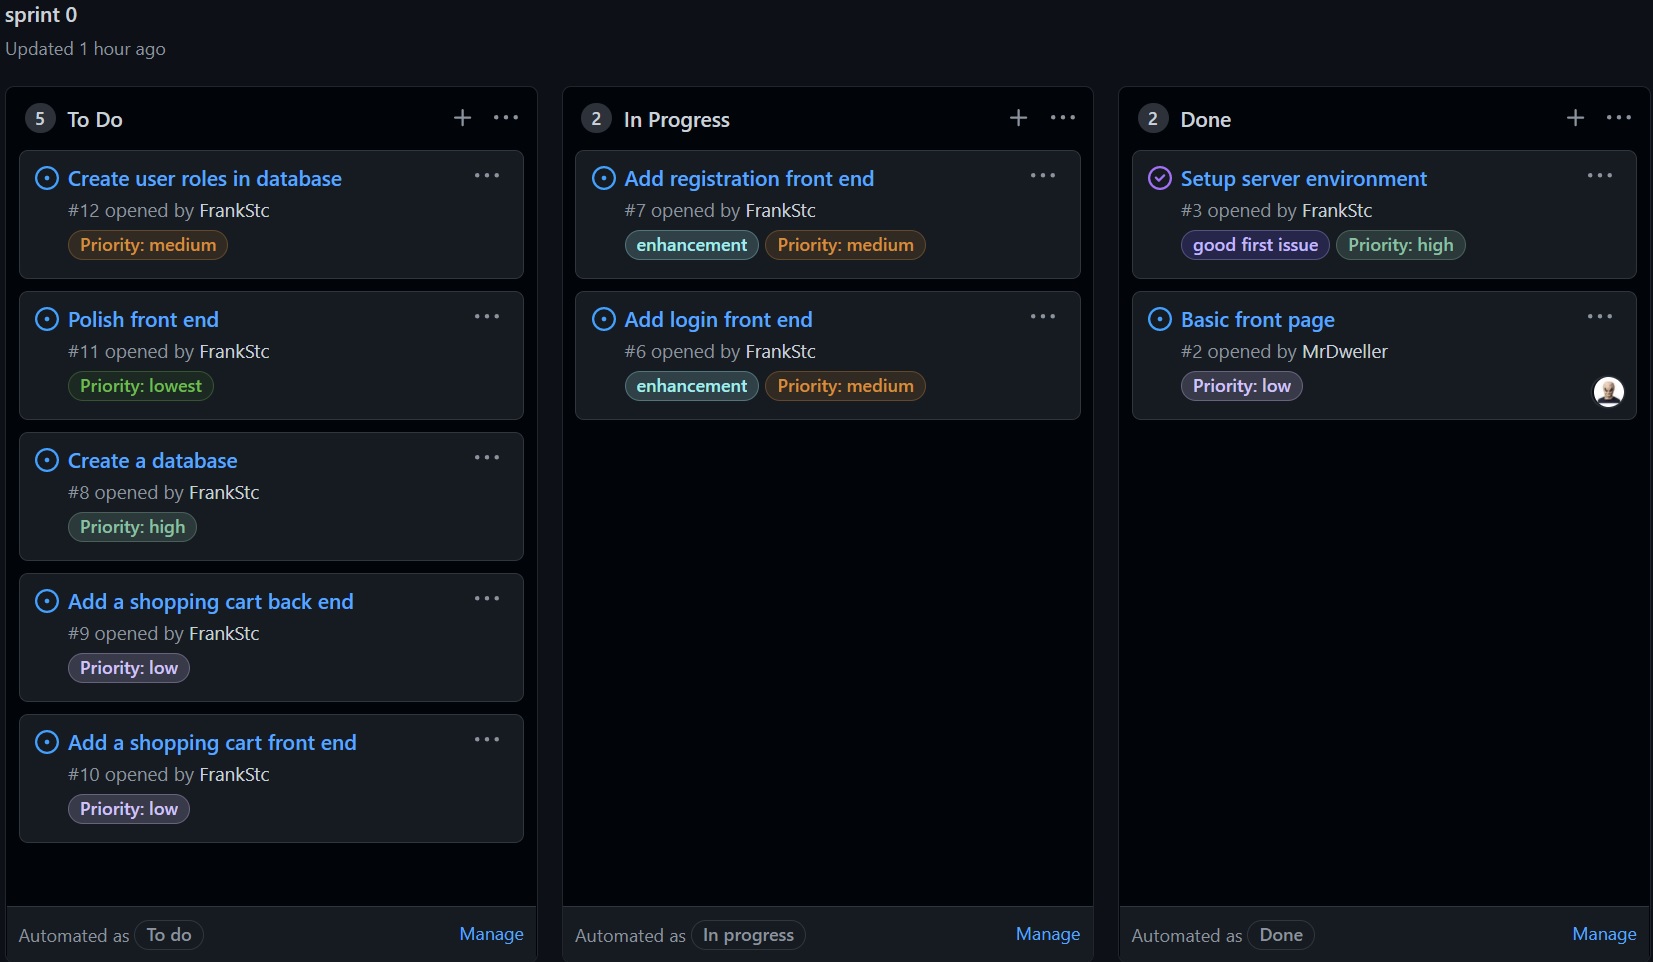 sprint 0
Updated 1 hour ago
5 To Do
Create user roles in database
#12 opened by FrankStc
Priority: medium
Polish front end
#11 opened by FrankStc
Priority: lowest
Create a database
#8 opened by FrankStc
Priority: high
Add a shopping cart back end
#9 opened by FrankStc
Priority: low
Add a shopping cart front end
#10 opened by FrankStc
Priority: low
Automated as To do Manage
2 In Progress
Add registration front end
#7 opened by FrankStc
enhancement Priority: medium
Add login front end
#6 opened by FrankStc
enhancement Priority: medium
Automated as In progress Manage
2 Done
Setup server environment
#3 opened by FrankStc
good first issue Priority: high
Basic front page
#2 opened by MrDweller
Priority: low
Automated as Done Manage